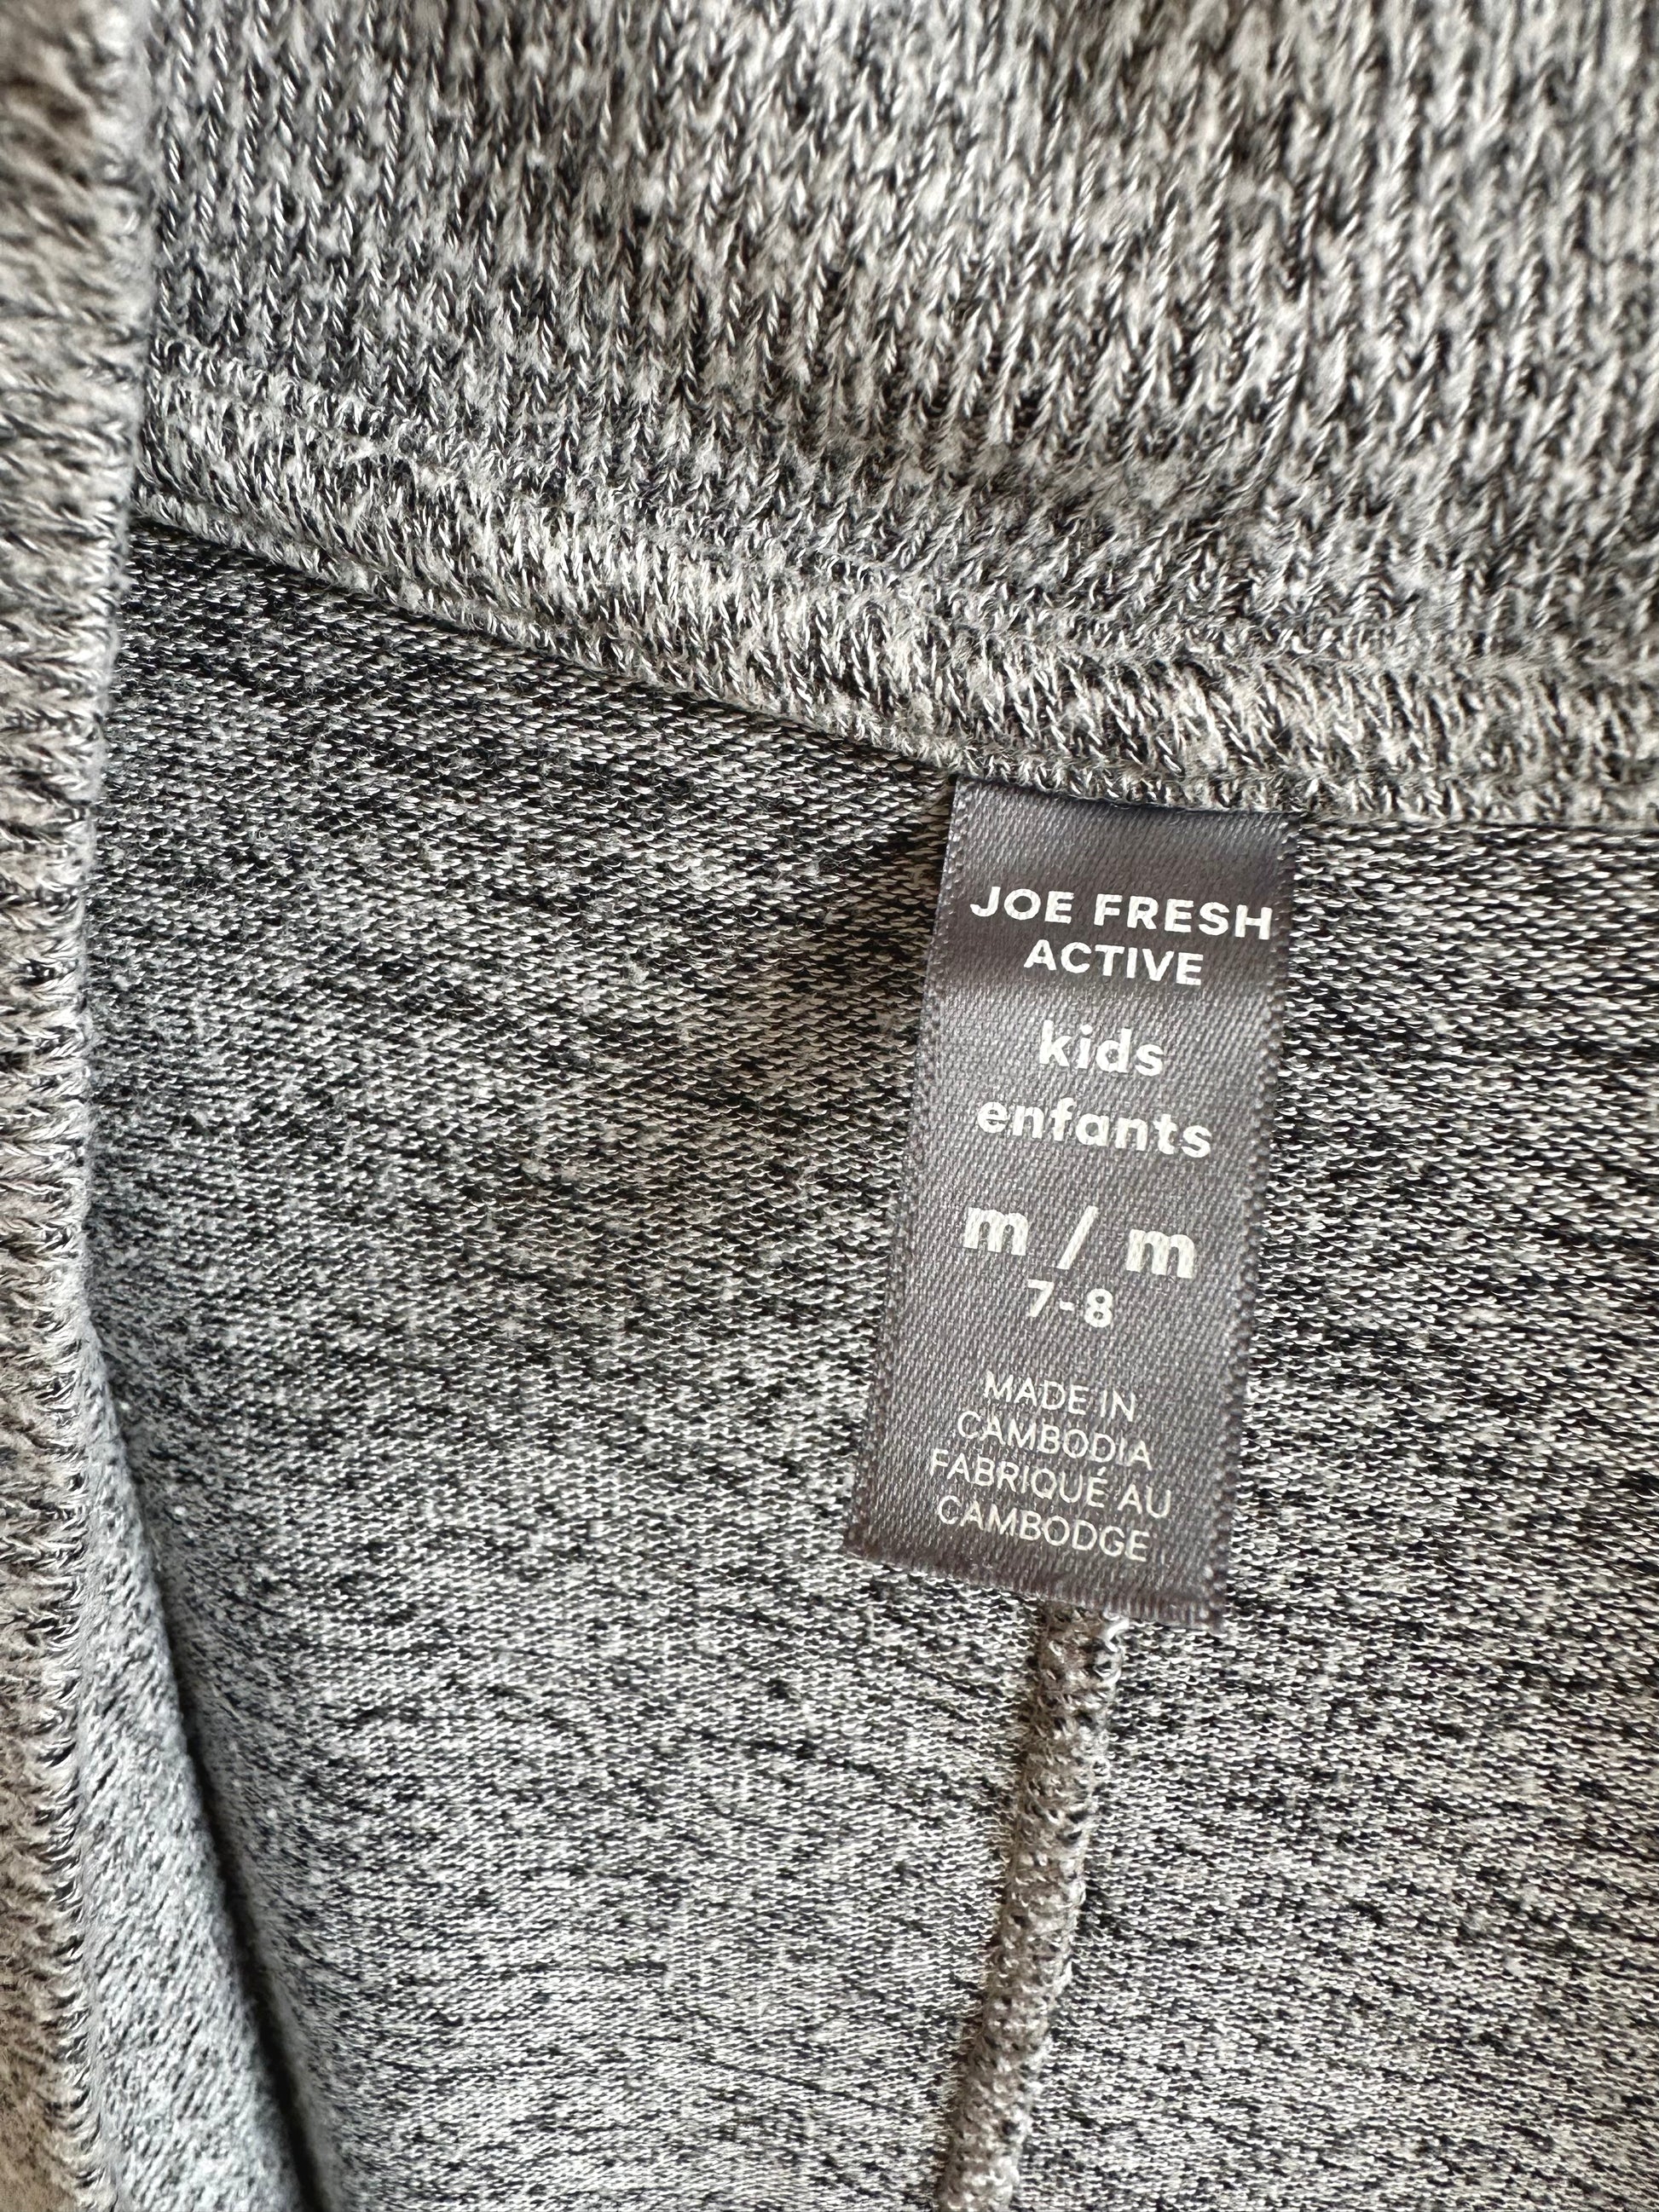 JOE FRESH
ACTIVE
kids
enfants
m / m
7-8
MADE IN
CAMBODIA
FABRIQUÉ AU
CAMBODGE